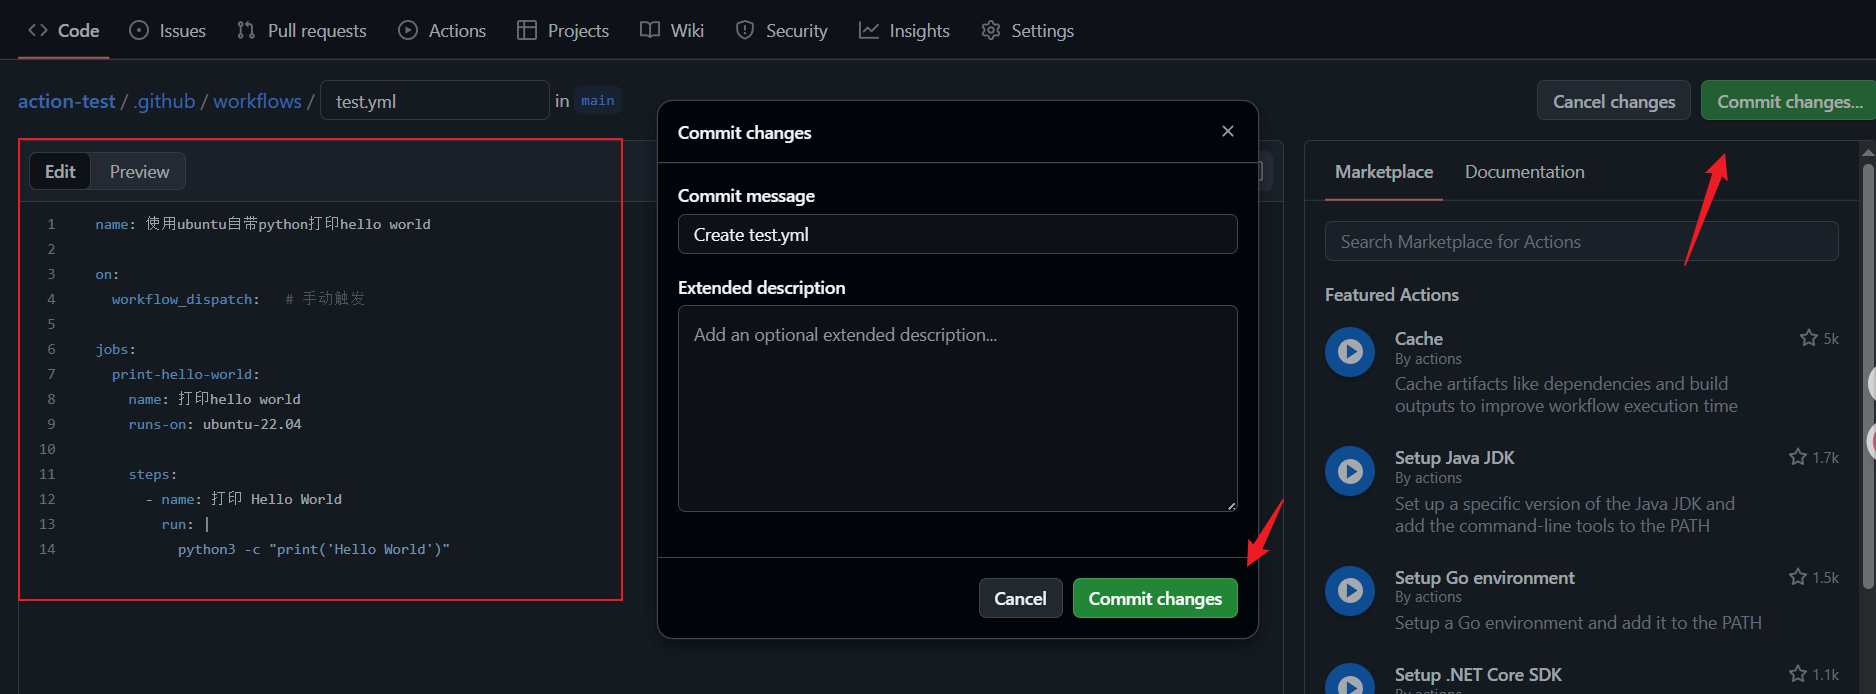 Code
Issues
Pull requests
Actions
Projects
Wiki
Security
Insights
Settings
action-test / .github / workflows / test.yml in main
Cancel changes
Commit changes...
Edit
Preview
1 name: 使用ubuntu自带python打印hello world
2
3 on:
4 workflow_dispatch: # 手动触发
5
6 jobs:
7 print-hello-world:
8 name: 打印hello world
9 runs-on: ubuntu-22.04
10
11 steps:
12 - name: 打印 Hello World
13 run: |
14 python3 -c "print('Hello World')"
Commit changes
Commit message
Create test.yml
Extended description
Add an optional extended description...
Cancel
Commit changes
Marketplace
Documentation
Search Marketplace for Actions
Featured Actions
Cache 5k
By actions
Cache artifacts like dependencies and build
outputs to improve workflow execution time
Setup Java JDK 1.7k
By actions
Set up a specific version of the Java JDK and
add the command-line tools to the PATH
Setup Go environment 1.5k
By actions
Setup a Go environment and add it to the PATH
Setup .NET Core SDK 1.1k
By actions